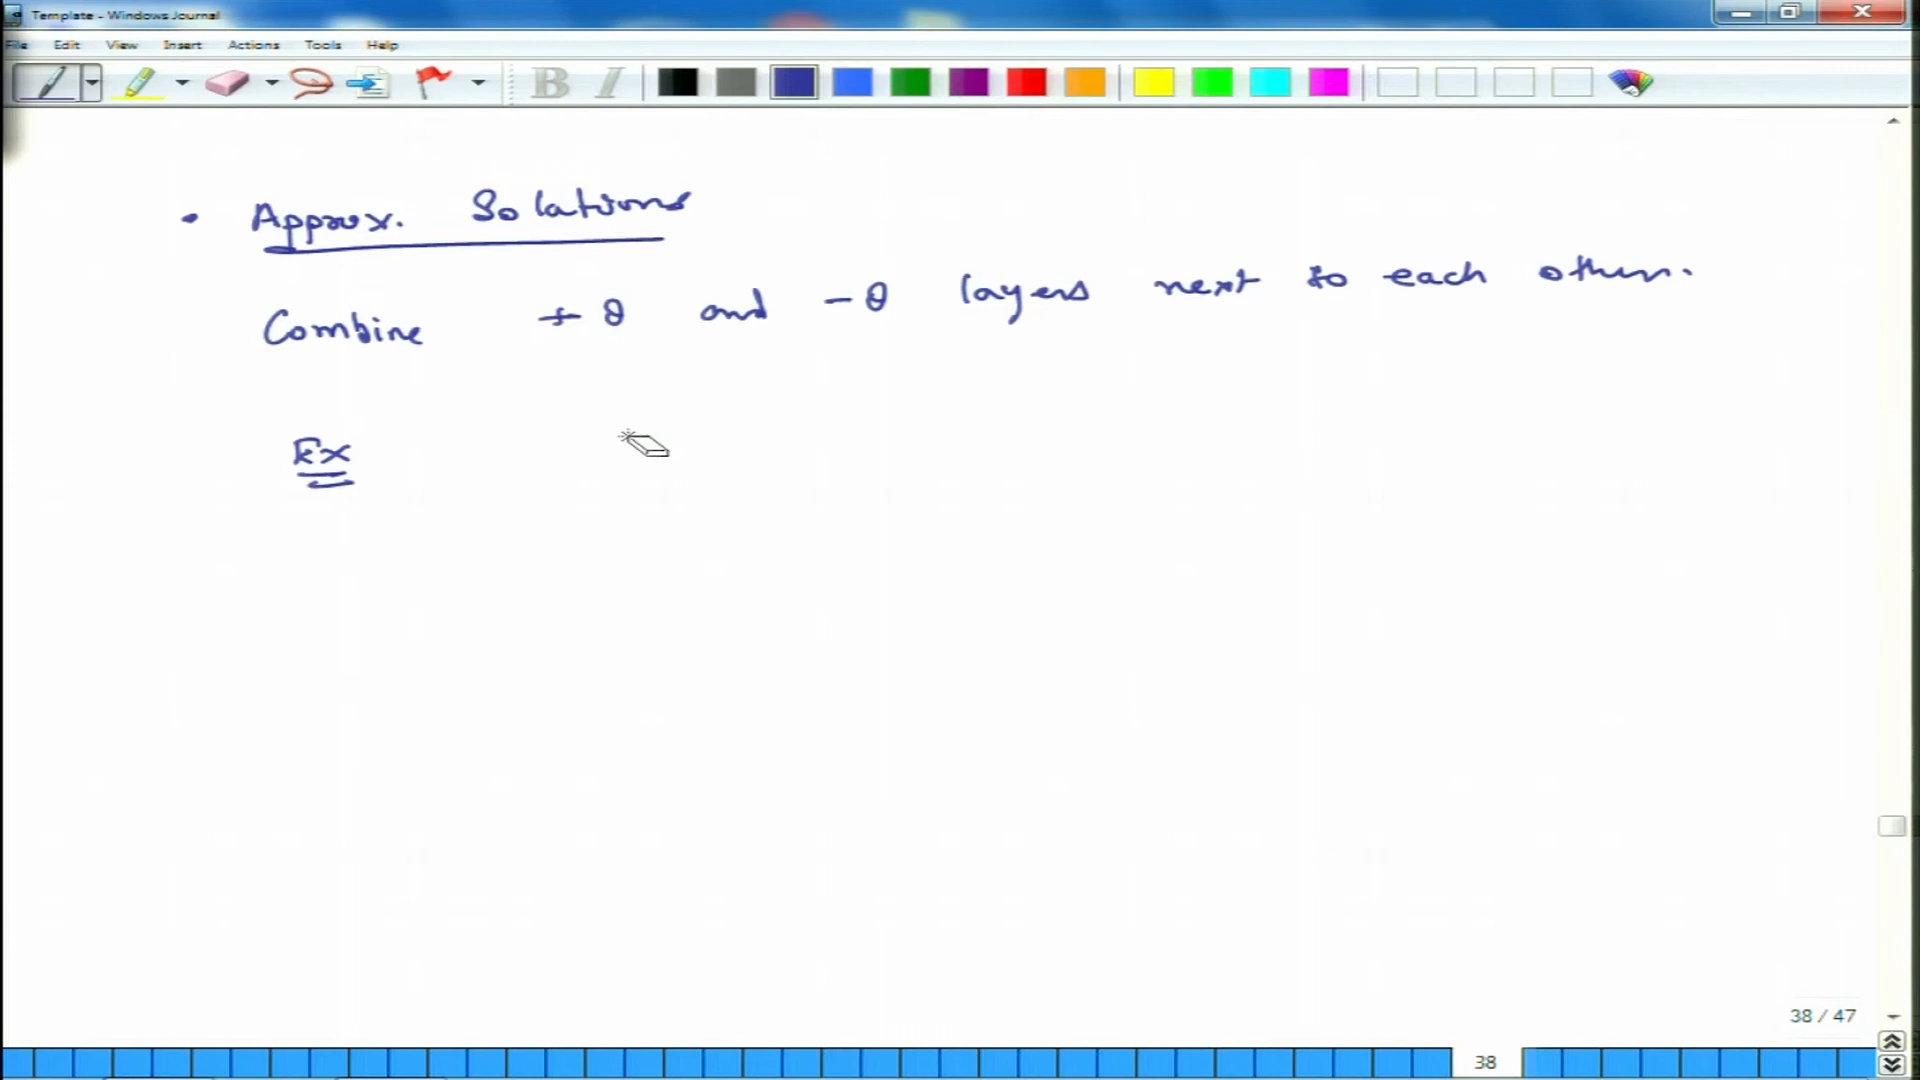 Template - Windows Journal
File Edit View Insert Actions Tools Help
B I
• Approx. Solutions
Combine + θ and - θ layers next to each other.
Ex
38 / 47
38